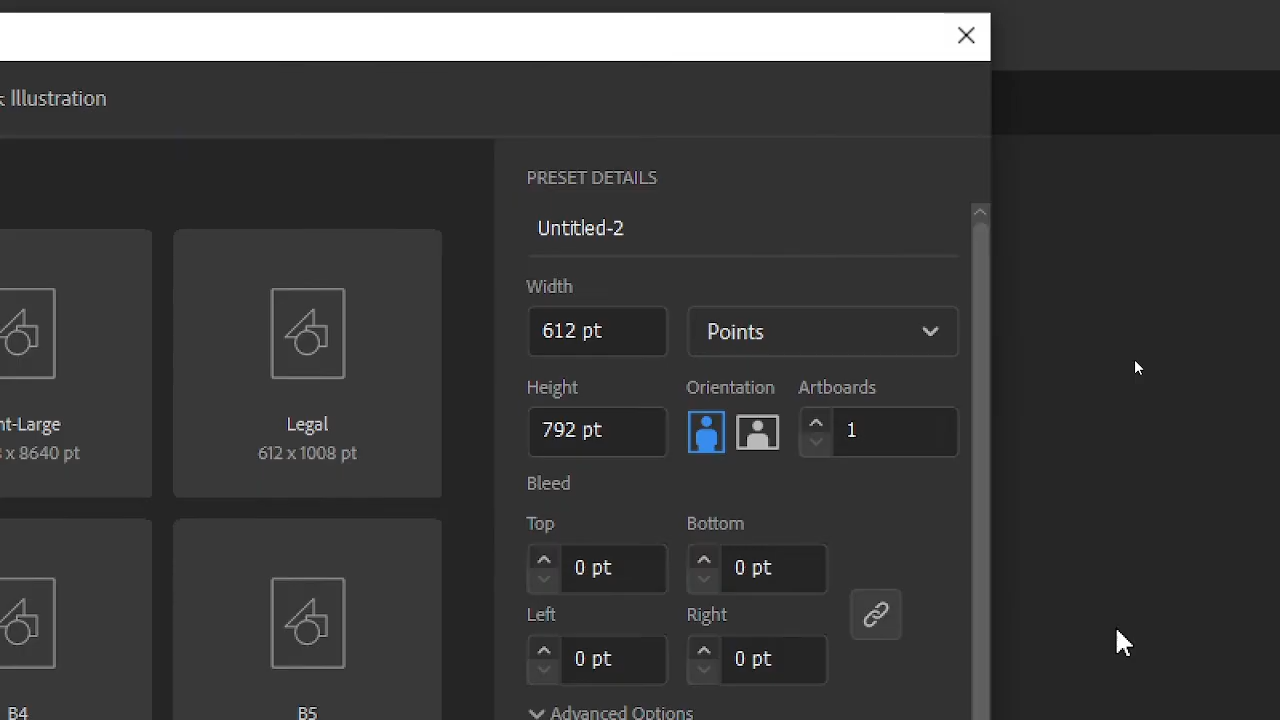 Illustration
PRESET DETAILS
Untitled-2
Width
612 pt
Points
Height
Orientation
Artboards
792 pt
1
nt-Large
x 8640 pt
Legal
612 x 1008 pt
Bleed
Top
Bottom
0 pt
0 pt
Left
Right
0 pt
0 pt
B4
B5
Advanced Options